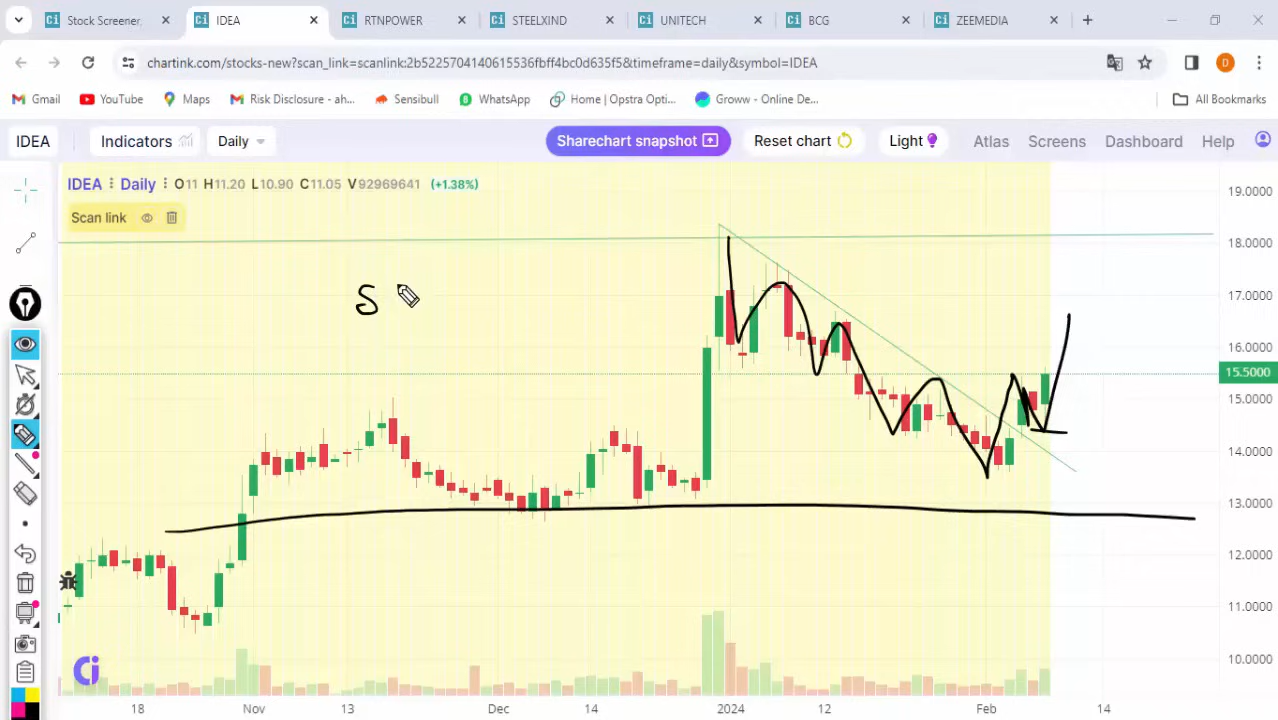 Stock Screener, IDEA RTNPOWER STEELXIND UNITECH BCG ZEEMEDIA
chartink.com/stocks-new?scan_link=scanlink:2b5225704140615536fbff4bc0d635f5&timeframe=daily&symbol=IDEA D
Gmail YouTube Maps Risk Disclosure - ah... Sensibull WhatsApp Home | Opstra Opti... Groww - Online De... All Bookmarks
IDEA Indicators Daily Sharechart snapshot Reset chart Light Atlas Screens Dashboard Help
IDEA Daily O11 H11.20 L10.90 C11.05 V92969641 (+1.38%)
Scan link
S
19.0000
18.0000
17.0000
16.0000
15.5000
15.0000
14.0000
13.0000
12.0000
11.0000
10.0000
Ci
18 Nov 13 Dec 14 2024 12 Feb 14